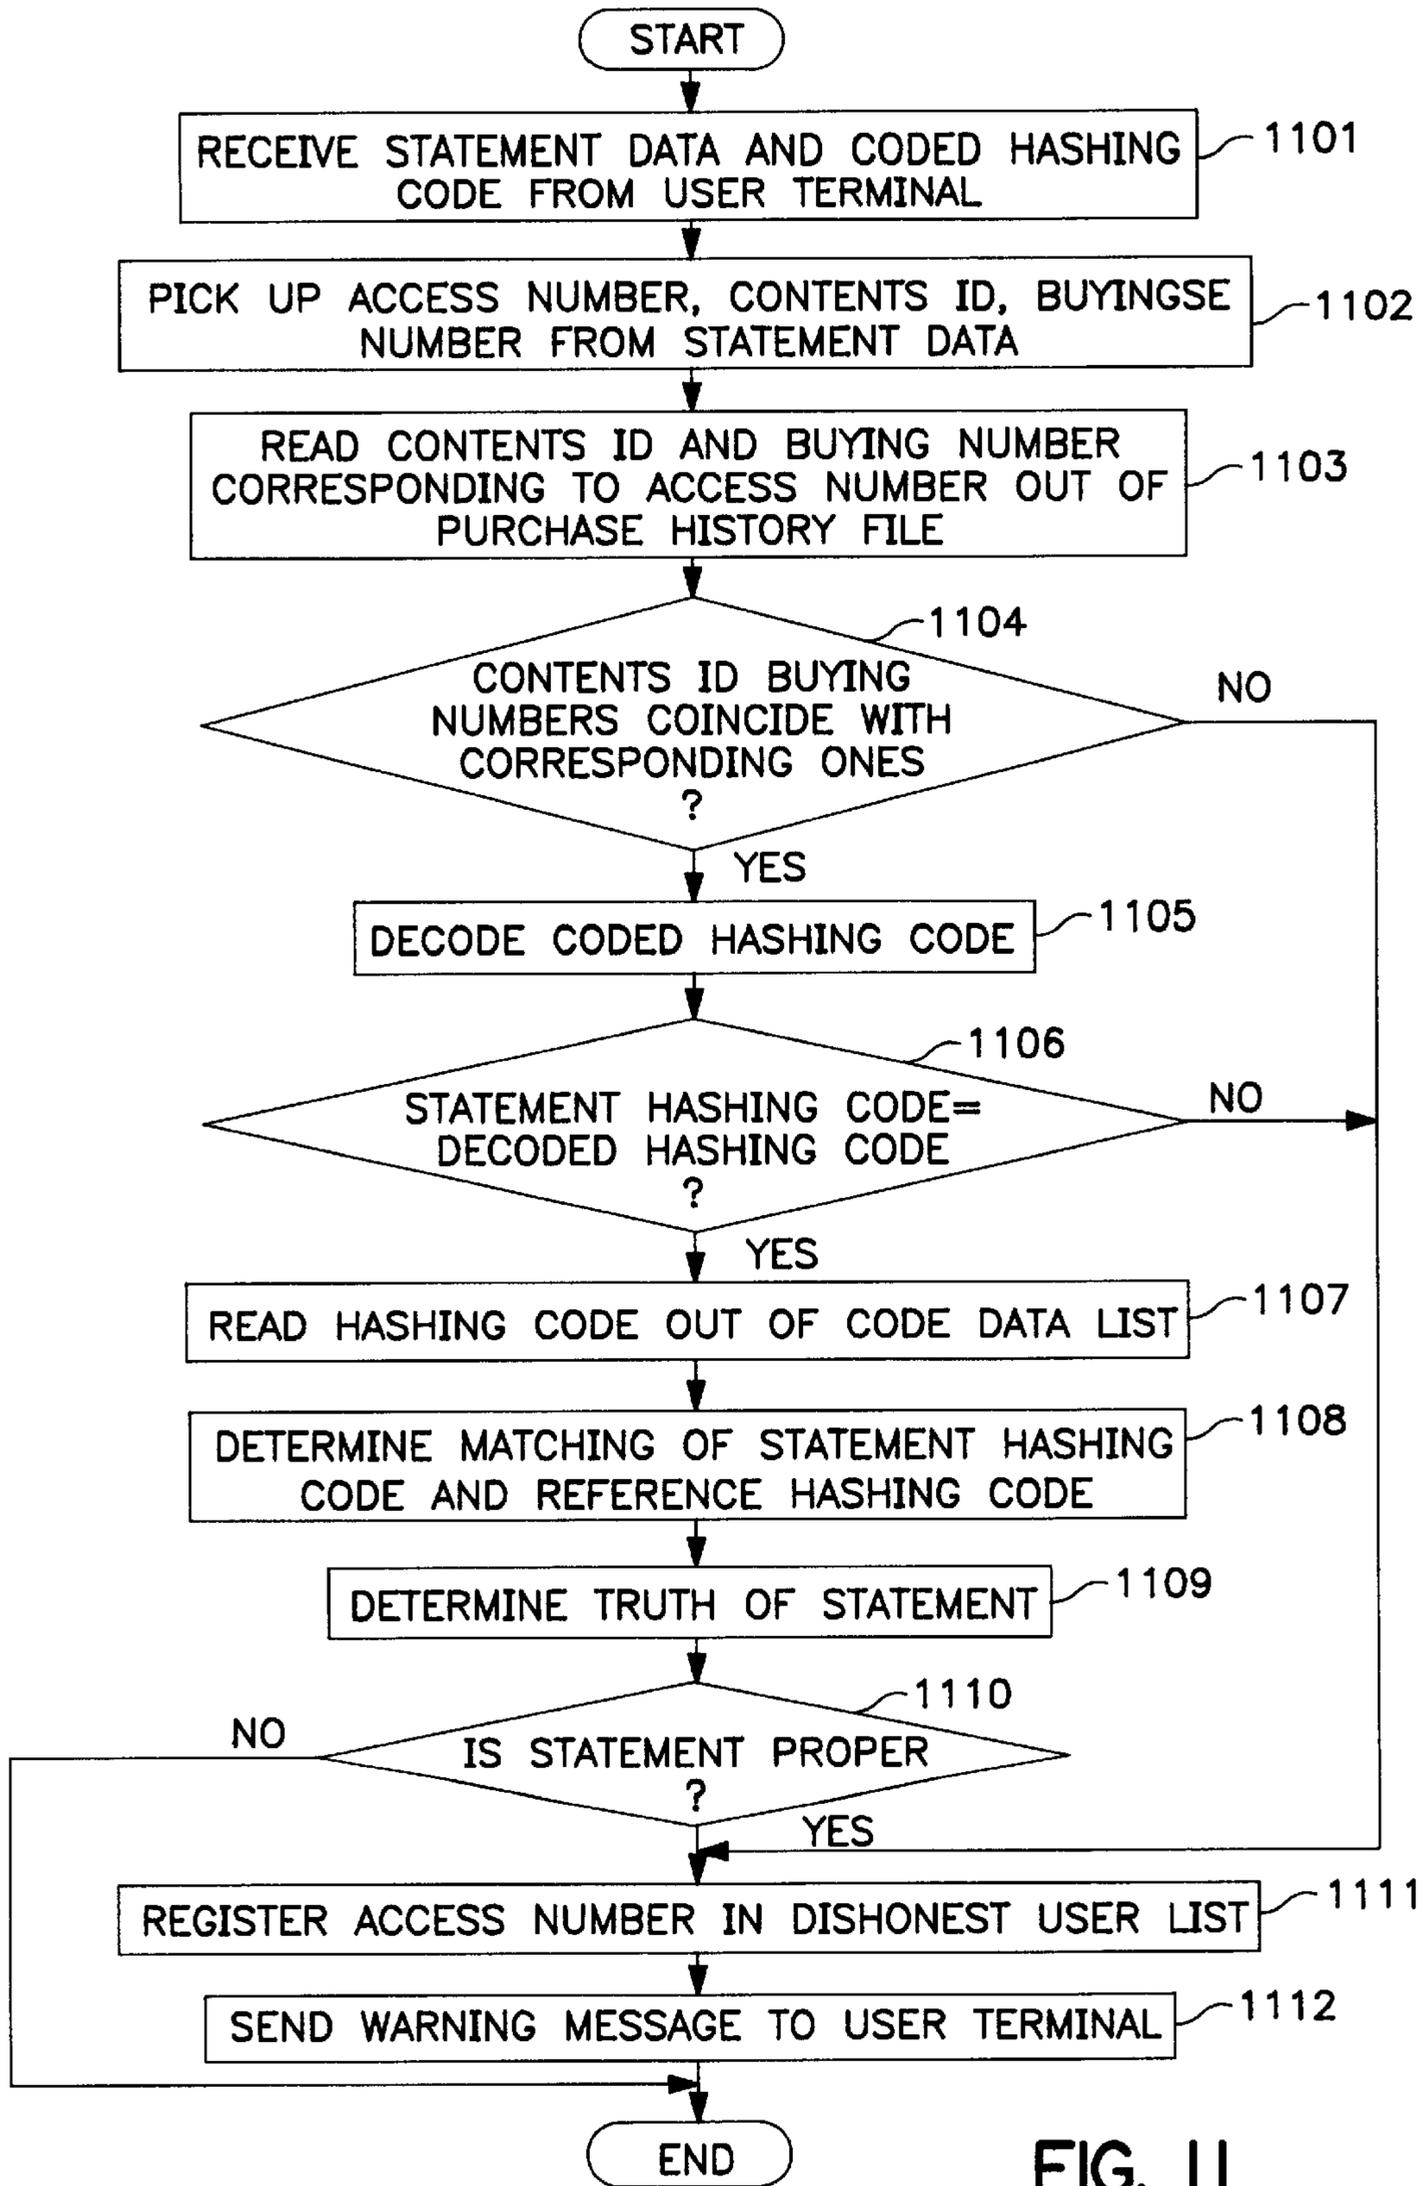 START
RECEIVE STATEMENT DATA AND CODED HASHING
CODE FROM USER TERMINAL
1101
PICK UP ACCESS NUMBER, CONTENTS ID, BUYINGSE
NUMBER FROM STATEMENT DATA
1102
READ CONTENTS ID AND BUYING NUMBER
CORRESPONDING TO ACCESS NUMBER OUT OF
PURCHASE HISTORY FILE
1103
1104
CONTENTS ID BUYING
NUMBERS COINCIDE WITH
CORRESPONDING ONES
?
NO
YES
DECODE CODED HASHING CODE
1105
1106
STATEMENT HASHING CODE=
DECODED HASHING CODE
?
NO
YES
READ HASHING CODE OUT OF CODE DATA LIST
1107
DETERMINE MATCHING OF STATEMENT HASHING
CODE AND REFERENCE HASHING CODE
1108
DETERMINE TRUTH OF STATEMENT
1109
1110
NO
IS STATEMENT PROPER
?
YES
REGISTER ACCESS NUMBER IN DISHONEST USER LIST
1111
SEND WARNING MESSAGE TO USER TERMINAL
1112
END
FIG. 11